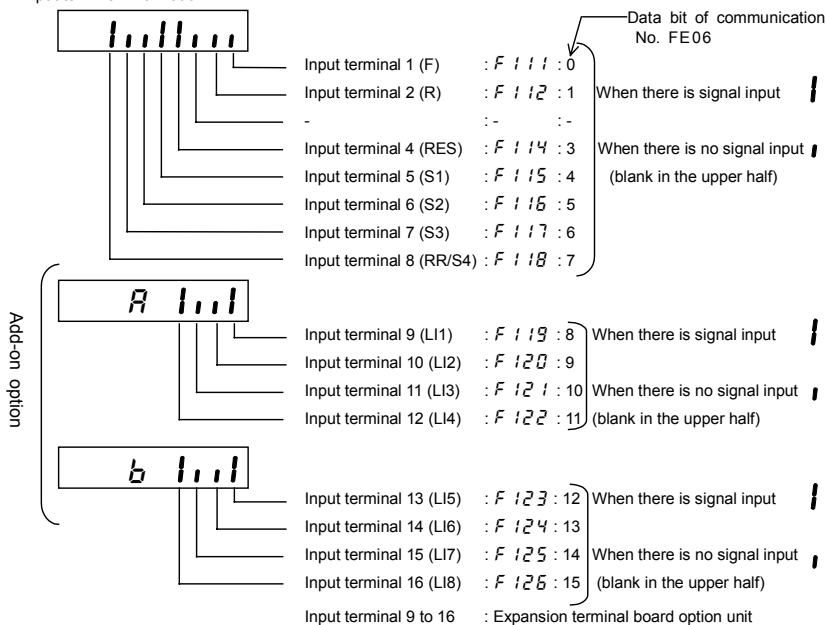 Data bit of communication
No. FE06
Input terminal 1 (F) : F111 : 0
Input terminal 2 (R) : F112 : 1 When there is signal input
- : - : -
Input terminal 4 (RES) : F114 : 3 When there is no signal input
Input terminal 5 (S1) : F115 : 4 (blank in the upper half)
Input terminal 6 (S2) : F116 : 5
Input terminal 7 (S3) : F117 : 6
Input terminal 8 (RR/S4) : F118 : 7
Add-on option
A
Input terminal 9 (LI1) : F119 : 8 When there is signal input
Input terminal 10 (LI2) : F120 : 9
Input terminal 11 (LI3) : F121 : 10 When there is no signal input
Input terminal 12 (LI4) : F122 : 11 (blank in the upper half)
b
Input terminal 13 (LI5) : F123 : 12 When there is signal input
Input terminal 14 (LI6) : F124 : 13
Input terminal 15 (LI7) : F125 : 14 When there is no signal input
Input terminal 16 (LI8) : F126 : 15 (blank in the upper half)
Input terminal 9 to 16 : Expansion terminal board option unit